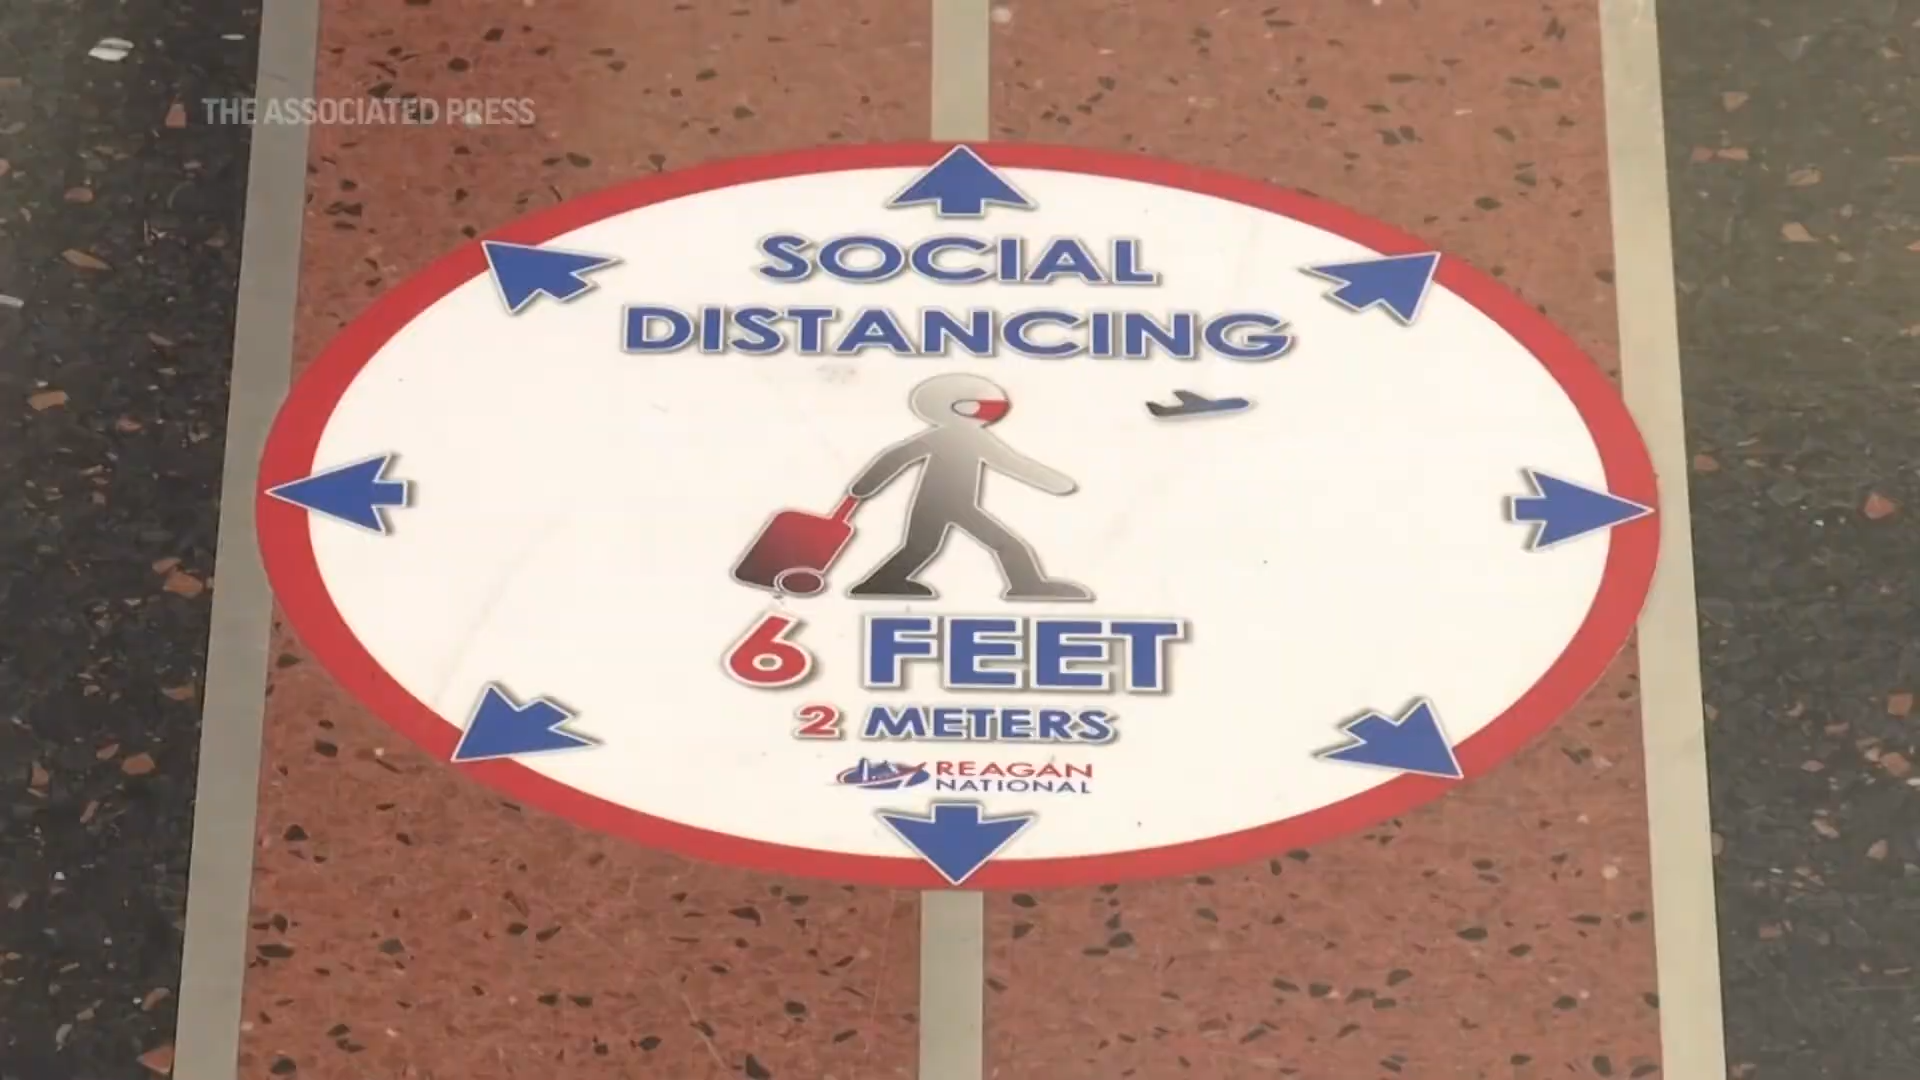 THE ASSOCIATED PRESS
SOCIAL
DISTANCING
6 FEET
2 METERS
REAGAN
NATIONAL